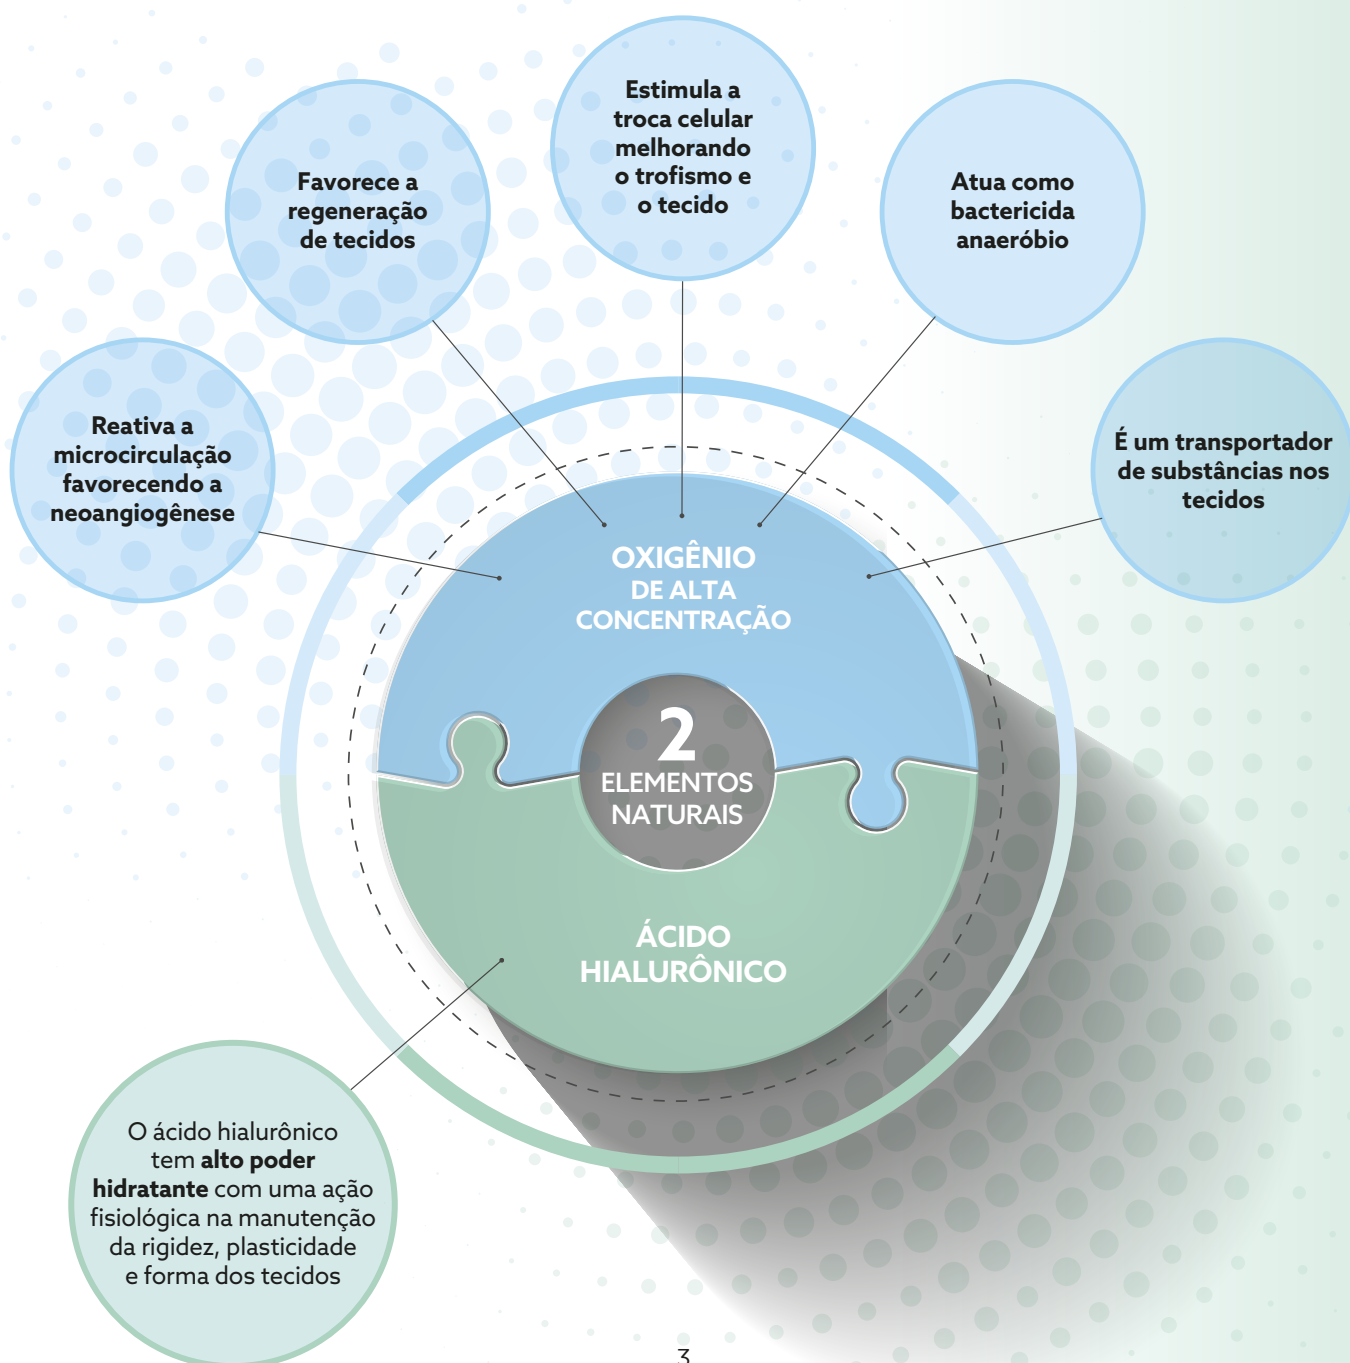 Estimula a
troca celular
melhorando
o trofismo e
o tecido
Favorece a
regeneração
de tecidos
Atua como
bactericida
anaeróbio
Reativa a
microcirculação
favorecendo a
neoangiogênese
É um transportador
de substâncias nos
tecidos
OXIGÊNIO
DE ALTA
CONCENTRAÇÃO
2
ELEMENTOS
NATURAIS
ÁCIDO
HIALURÔNICO
O ácido hialurônico
tem alto poder
hidratante com uma ação
fisiológica na manutenção
da rigidez, plasticidade
e forma dos tecidos
3